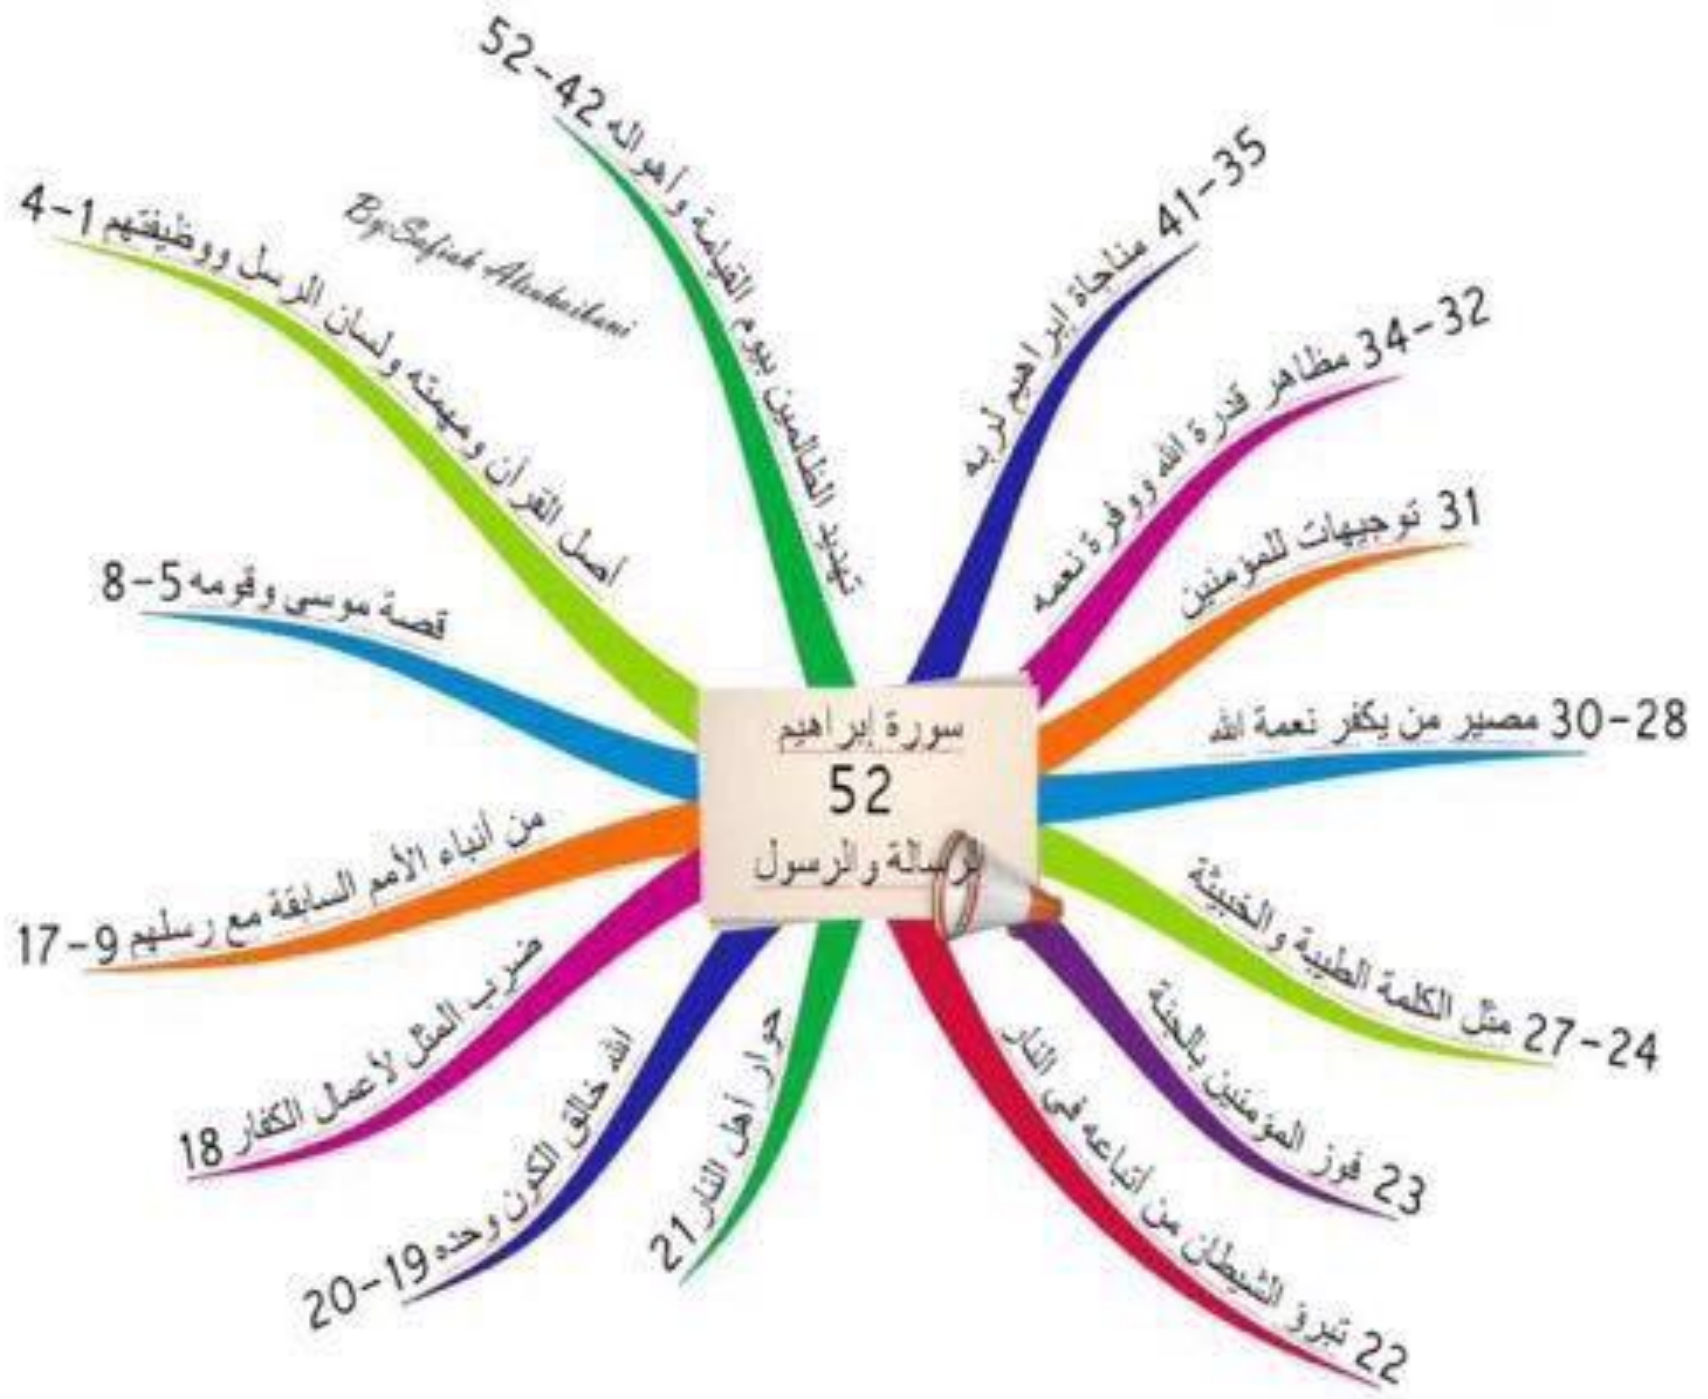 سورة إبراهيم
52
الرسالة والرسول
أصل القرآن ومهمته ولسان الرسل ووظيفتهم 1-4
قصة موسى وقومه 5-8
من أنباء الأمم السابقة مع رسلهم 9-17
ضرب المثل لأعمال الكفار 18
الله خالق الكون وحده 19-20
حوار أهل النار 21
22 تبرؤ الشيطان من أتباعه في النار
23 فوز المؤمنين بالجنة
27-24 مثل الكلمة الطيبة والخبيثة
30-28 مصير من يكفر نعمة الله
31 توجيهات للمؤمنين
34-32 مظاهر قدرة الله ووفرة نعمه
41-35 مناجاة إبراهيم لربه
تهديد الظالمين بيوم القيامة وأهواله 42-52
By:Safiah Alsuhaibani